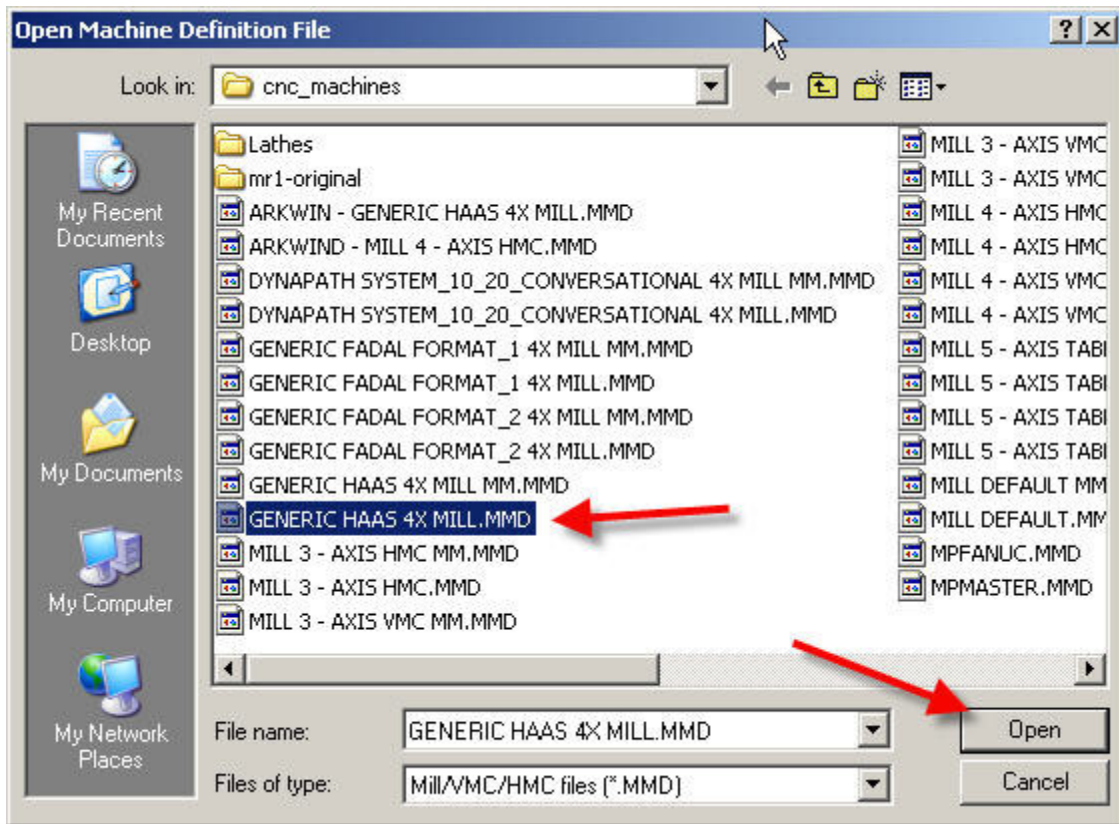 Open Machine Definition File
Look in:
cnc_machines
My Recent
Documents
Desktop
My Documents
My Computer
My Network
Places
Lathes
mr1-original
ARKWIN - GENERIC HAAS 4X MILL.MMD
ARKWIND - MILL 4 - AXIS HMC.MMD
DYNAPATH SYSTEM_10_20_CONVERSATIONAL 4X MILL MM.MMD
DYNAPATH SYSTEM_10_20_CONVERSATIONAL 4X MILL.MMD
GENERIC FADAL FORMAT_1 4X MILL MM.MMD
GENERIC FADAL FORMAT_1 4X MILL.MMD
GENERIC FADAL FORMAT_2 4X MILL MM.MMD
GENERIC FADAL FORMAT_2 4X MILL.MMD
GENERIC HAAS 4X MILL MM.MMD
GENERIC HAAS 4X MILL.MMD
MILL 3 - AXIS HMC MM.MMD
MILL 3 - AXIS HMC.MMD
MILL 3 - AXIS VMC MM.MMD
MILL 3 - AXIS VMC
MILL 3 - AXIS VMC
MILL 4 - AXIS HMC
MILL 4 - AXIS HMC
MILL 4 - AXIS VMC
MILL 4 - AXIS VMC
MILL 5 - AXIS TABI
MILL 5 - AXIS TABI
MILL 5 - AXIS TABI
MILL 5 - AXIS TABI
MILL DEFAULT MM
MILL DEFAULT.MM
MPFANUC.MMD
MPMASTER.MMD
File name:
GENERIC HAAS 4X MILL.MMD
Open
Files of type:
Mill/VMC/HMC files (*.MMD)
Cancel